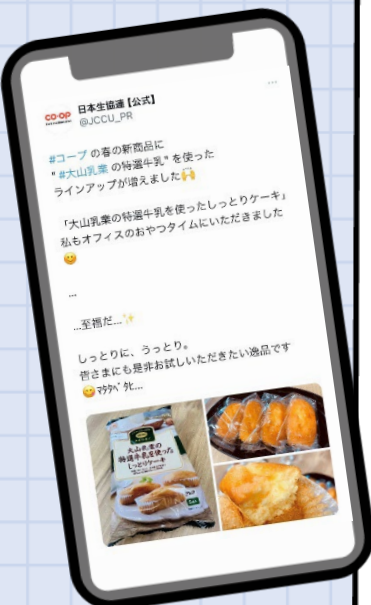 co·op
日本生協連【公式】
@JCCU_PR
...
#コープ の春の新商品に
" #大山乳業 の特選牛乳" を使った
ラインアップが増えました🙌
「大山乳業の特選牛乳を使ったしっとりケーキ」
私もオフィスのおやつタイムにいただきました
😋
...
...至福だ...✨
しっとりに、うっとり。
皆さまにも是非お試しいただきたい逸品です
😋ﾏﾀﾀﾍﾞﾀﾋ...
大山乳業の
特選牛乳を使った
しっとりケーキ